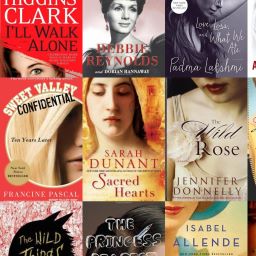 HIGGINS
CLARK
I'LL WALK
ALONE
DEBBIE
REYNOLDS
AND DORIAN HANNAWAY
Love, Loss,
and What We
Ate
Padma Lakshmi
SWEET VALLEY
CONFIDENTIAL
Ten Years Later
FRANCINE PASCAL
SARAH
DUNANT
Sacred
Hearts
The
Wild
Rose
JENNIFER
DONNELLY
THE WILD
THINGS
THE
PRINCESS
ISABEL
ALLENDE